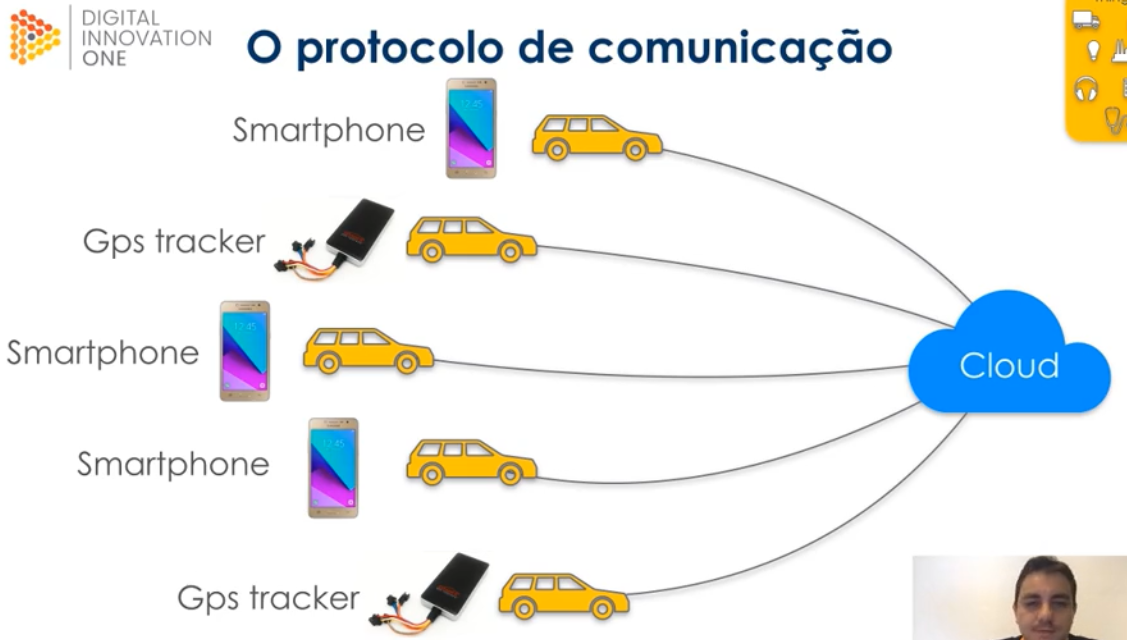 DIGITAL
INNOVATION
ONE
O protocolo de comunicação
Smartphone
Gps tracker
Smartphone
Cloud
Smartphone
Gps tracker